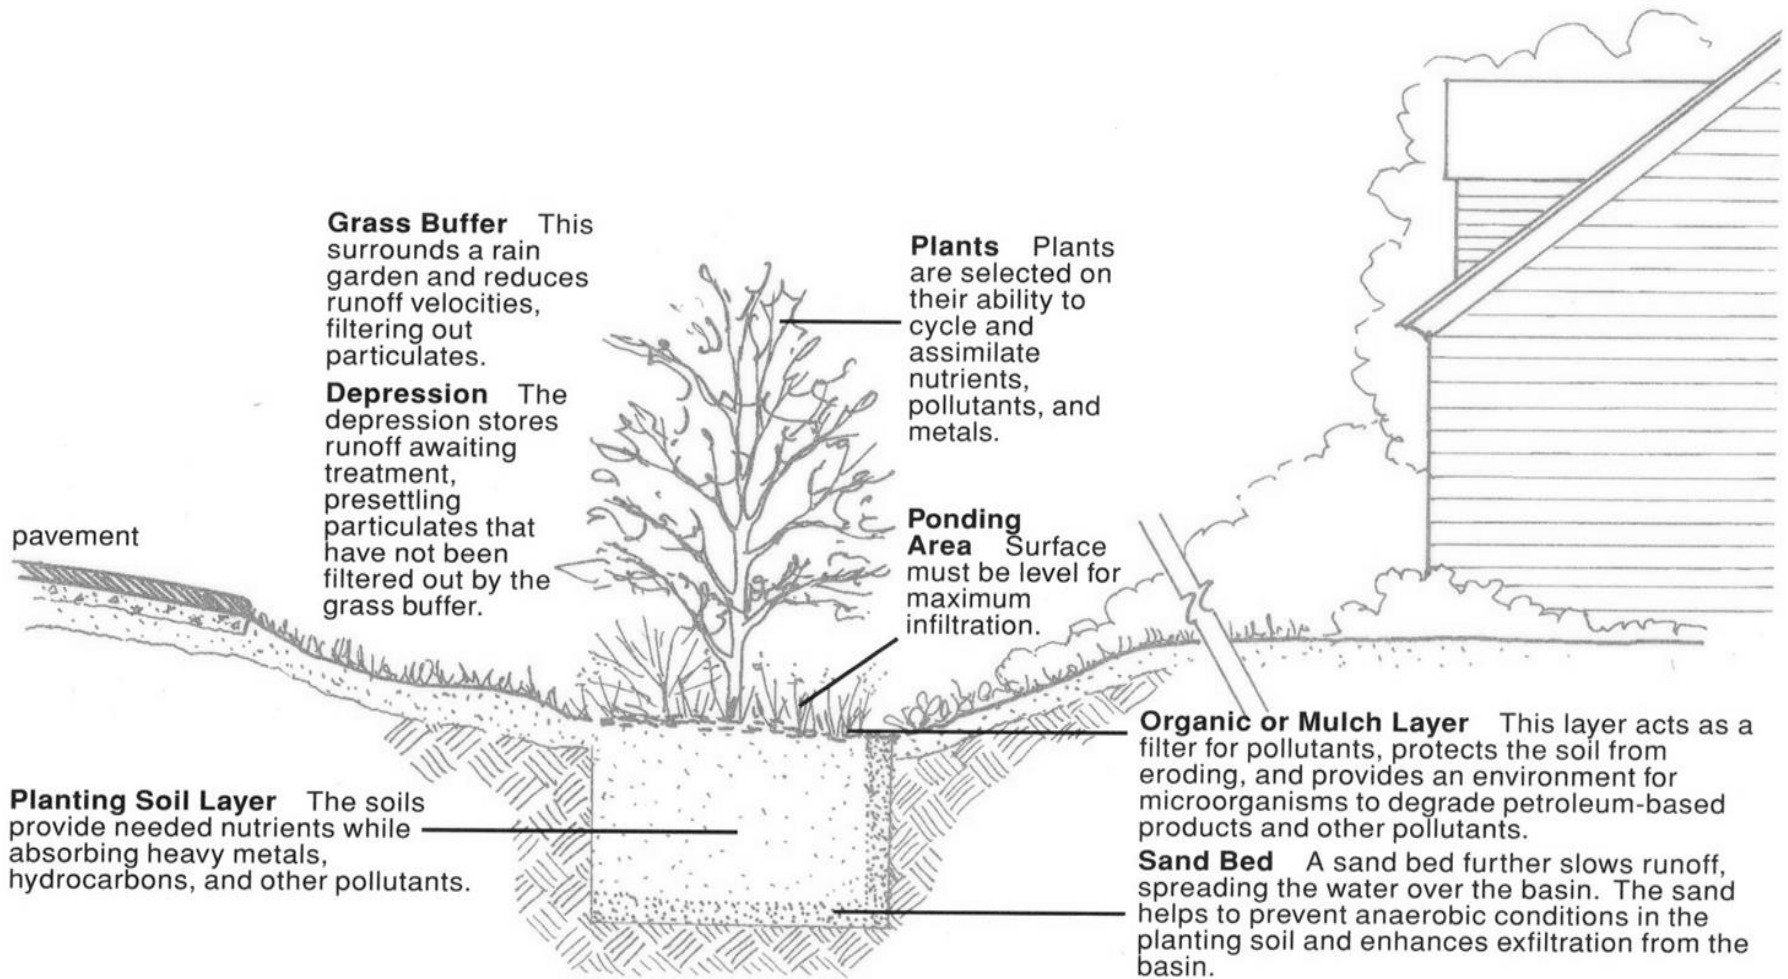 Grass Buffer This
surrounds a rain
garden and reduces
runoff velocities,
filtering out
particulates.
Depression The
depression stores
runoff awaiting
treatment,
presettling
particulates that
have not been
filtered out by the
grass buffer.
Plants Plants
are selected on
their ability to
cycle and
assimilate
nutrients,
pollutants, and
metals.
Ponding
Area Surface
must be level for
maximum
infiltration.
pavement
Planting Soil Layer The soils
provide needed nutrients while
absorbing heavy metals,
hydrocarbons, and other pollutants.
Organic or Mulch Layer This layer acts as a
filter for pollutants, protects the soil from
eroding, and provides an environment for
microorganisms to degrade petroleum-based
products and other pollutants.
Sand Bed A sand bed further slows runoff,
spreading the water over the basin. The sand
helps to prevent anaerobic conditions in the
planting soil and enhances exfiltration from the
basin.